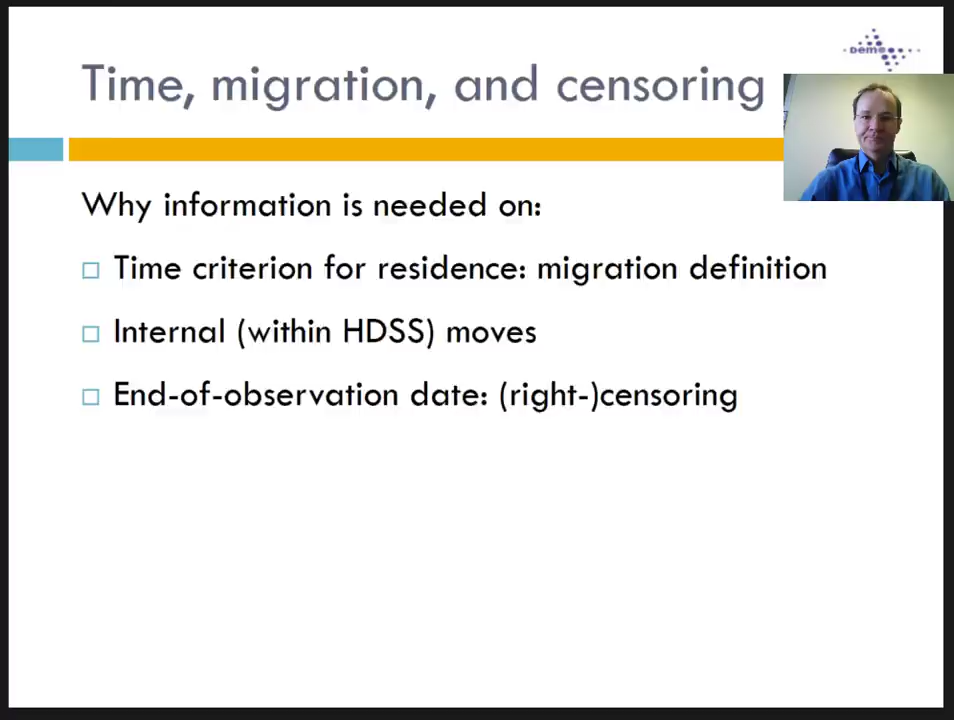 Time, migration, and censoring
Demo
Why information is needed on:
Time criterion for residence: migration definition
Internal (within HDSS) moves
End-of-observation date: (right-)censoring